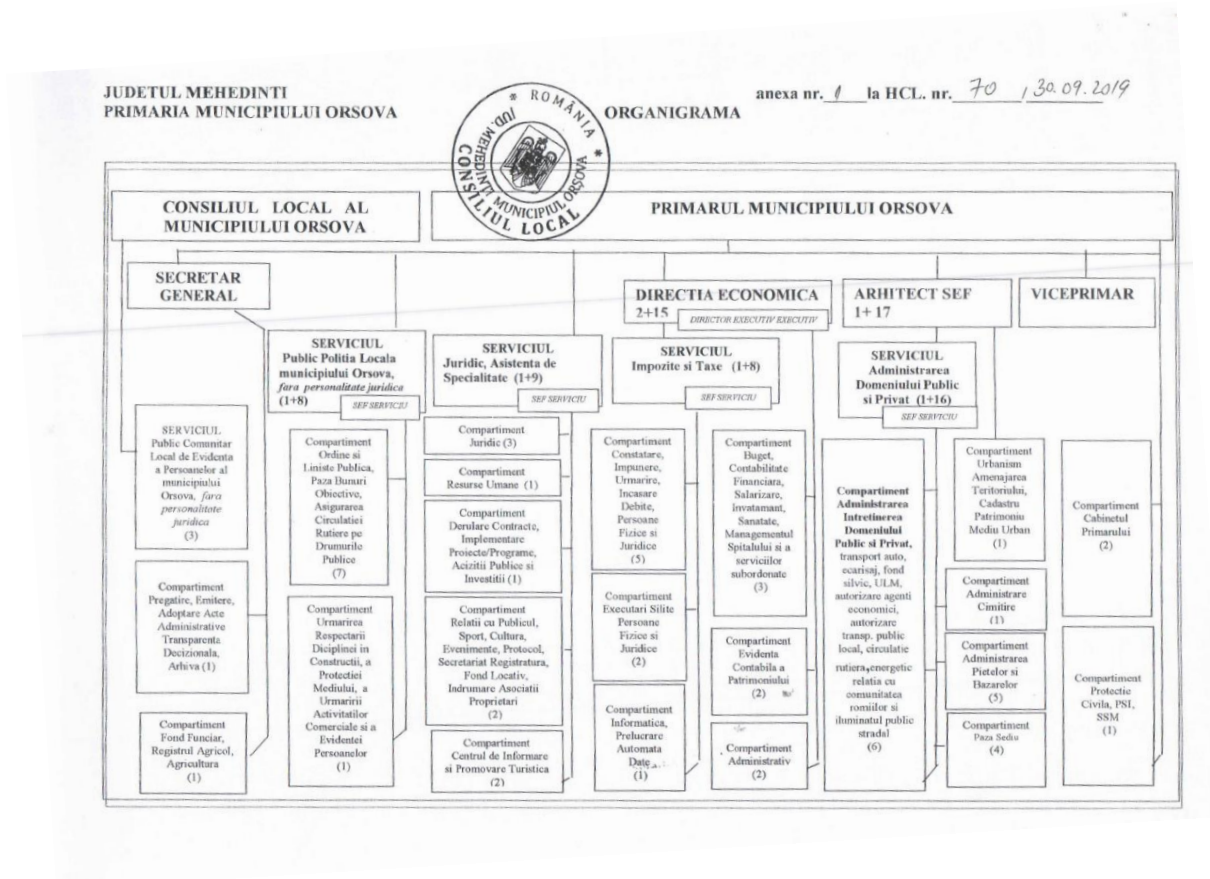 JUDETUL MEHEDINTI
PRIMARIA MUNICIPIULUI ORSOVA
* ROMÂNIA *
JUD. MEHEDINTI MUNICIPIUL ORŞOVA
CONSILIUL LOCAL
ORGANIGRAMA
anexa nr. 1 la HCL. nr. 70 / 30.09.2019
CONSILIUL LOCAL AL
MUNICIPIULUI ORSOVA
PRIMARUL MUNICIPIULUI ORSOVA
SECRETAR
GENERAL
DIRECTIA ECONOMICA
2+15
DIRECTOR EXECUTIV EXECUTIV
ARHITECT SEF
1+ 17
VICEPRIMAR
SERVICIUL
Public Politia Locala
municipiului Orsova,
fara personalitate juridica
(1+8)
SEF SERVICIU
SERVICIUL
Juridic, Asistenta de
Specialitate (1+9)
SEF SERVICIU
SERVICIUL
Impozite si Taxe (1+8)
SEF SERVICIU
SERVICIUL
Administrarea
Domeniului Public
si Privat (1+16)
SEF SERVICIU
SERVICIUL
Public Comunitar
Local de Evidenta
a Persoanelor al
municipiului
Orsova, fara
personalitate
juridica
(3)
Compartiment
Pregatire, Emitere,
Adoptare Acte
Administrative
Transparenta
Decizionala,
Arhiva (1)
Compartiment
Fond Funciar,
Registrul Agricol,
Agricultura
(1)
Compartiment
Ordine si
Liniste Publica,
Paza Bunuri
Obiective,
Asigurarea
Circulatiei
Rutiere pe
Drumurile
Publice
(7)
Compartiment
Urmarirea
Respectarii
Diciplinei in
Constructii, a
Protectiei
Mediului, a
Urmaririi
Activitatilor
Comerciale si a
Evidentei
Persoanelor
(1)
Compartiment
Juridic (3)
Compartiment
Resurse Umane (1)
Compartiment
Derulare Contracte,
Implementare
Proiecte/Programe,
Acizitii Publice si
Investitii (1)
Compartiment
Relatii cu Publicul,
Sport, Cultura,
Evenimente, Protocol,
Secretariat Registratura,
Fond Locativ,
Indrumare Asociatii
Proprietari
(2)
Compartiment
Centrul de Informare
si Promovare Turistica
(2)
Compartiment
Constatare,
Impunere,
Urmarire,
Incasare
Debite,
Persoane
Fizice si
Juridice
(5)
Compartiment
Executari Silite
Persoane
Fizice si
Juridice
(2)
Compartiment
Informatica,
Prelucrare
Automata
Date
(1)
Compartiment
Buget,
Contabilitate
Financiara,
Salarizare,
Invatamant,
Sanatate,
Managementul
Spitalului si a
serviciilor
subordonate
(3)
Compartiment
Evidenta
Contabila a
Patrimoniului
(2)
Compartiment
Administrativ
(2)
Compartiment
Administrarea
Intretinerea
Domeniului
Public si Privat,
transport auto,
ecarisaj, fond
silvic, ULM,
autorizare agenti
economici,
autorizare
transp. public
local, circulatie
rutiera,energetic
relatia cu
comunitatea
romiilor si
iluminatul public
stradal
(6)
Compartiment
Urbanism
Amenajarea
Teritoriului,
Cadastru
Patrimoniu
Mediu Urban
(1)
Compartiment
Administrare
Cimitire
(1)
Compartiment
Administrarea
Pietelor si
Bazarelor
(5)
Compartiment
Paza Sediu
(4)
Compartiment
Cabinetul
Primarului
(2)
Compartiment
Protectie
Civila, PSI,
SSM
(1)